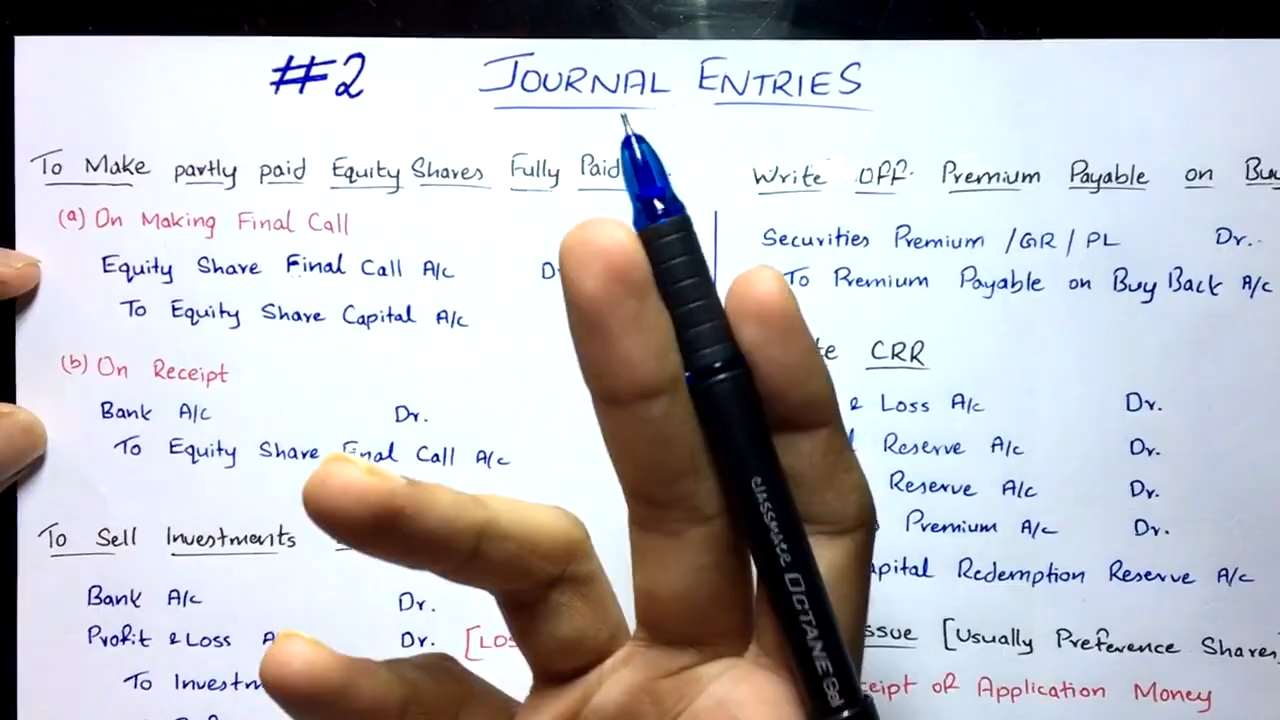 #2 JOURNAL ENTRIES
To Make partly paid Equity Shares Fully Paid
(a) On Making Final Call
Equity Share Final Call A/c
To Equity Share Capital A/c
(b) On Receipt
Bank A/c Dr.
To Equity Share Final Call A/c
To Sell Investments
Bank A/c Dr.
Profit & Loss Dr.
To
Write Off Premium Payable on
Securities Premium /GR / PL Dr..
To Premium Payable on Buy Back A/c
CRR
& Loss A/c Dr.
Reserve A/c Dr.
Reserve A/c Dr.
Premium A/c Dr.
Redemption Reserve A/c
[Usually Preference Shares
of Application Money
classmate OCTANE Gel